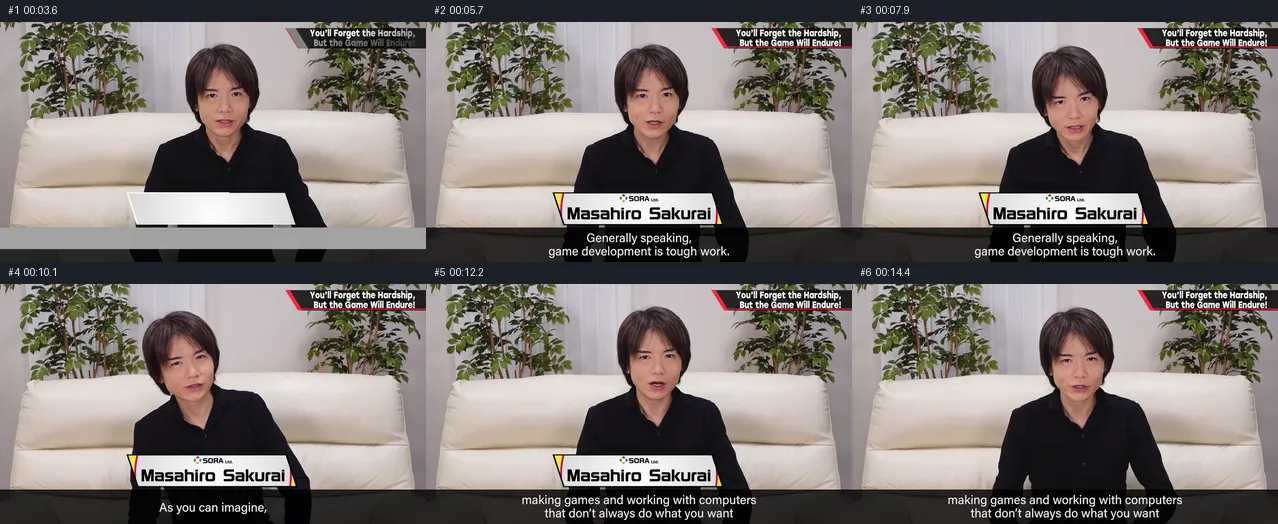 #1 00:03.6
You'll Forget the Hardship,
But the Game Will Endure!
#2 00:05.7
You'll Forget the Hardship,
But the Game Will Endure!
SORA Ltd.
Masahiro Sakurai
Generally speaking,
game development is tough work.
#3 00:07.9
You'll Forget the Hardship,
But the Game Will Endure!
SORA Ltd.
Masahiro Sakurai
Generally speaking,
game development is tough work.
#4 00:10.1
You'll Forget the Hardship,
But the Game Will Endure!
SORA Ltd.
Masahiro Sakurai
As you can imagine,
#5 00:12.2
You'll Forget the Hardship,
But the Game Will Endure!
SORA Ltd.
Masahiro Sakurai
making games and working with computers
that don't always do what you want
#6 00:14.4
You'll Forget the Hardship,
But the Game Will Endure!
making games and working with computers
that don't always do what you want